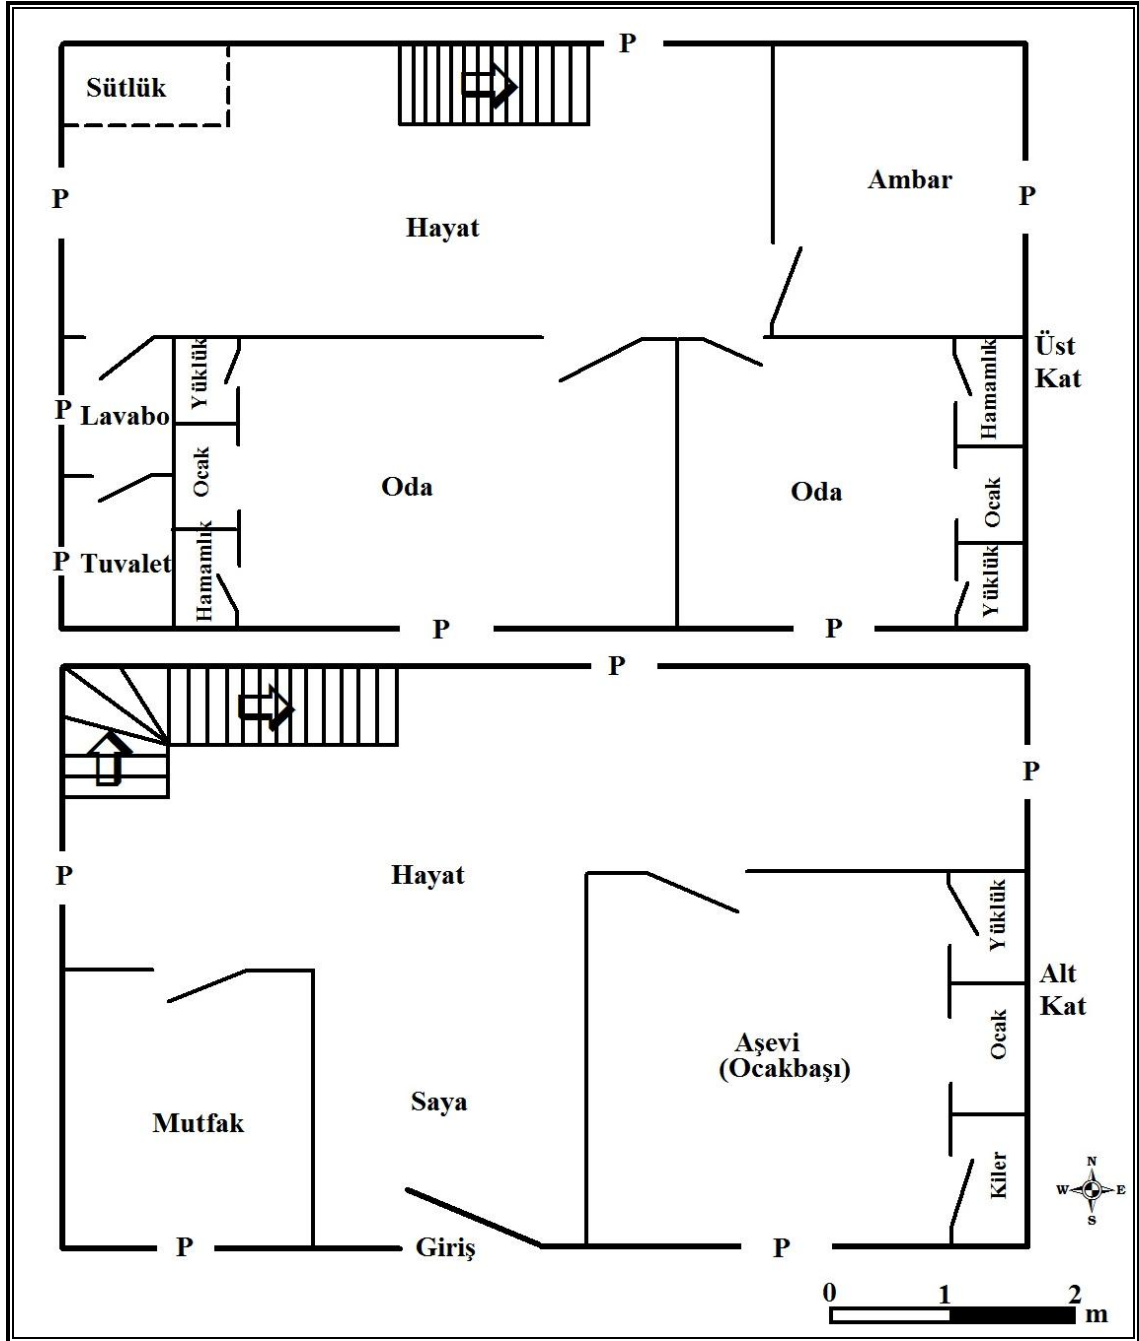 P
Sütlük
Ambar
P
P
Hayat
Üst
Kat
Yüklük
Hamamlık
P
Lavabo
Ocak
Oda
Oda
Ocak
P
Tuvalet
Hamamlık
Yüklük
P
P
P
P
P
Hayat
Yüklük
Alt
Kat
Ocak
Aşevi
(Ocakbaşı)
Saya
Mutfak
Kiler
N
W
E
S
P
Giriş
P
0 1 2
m